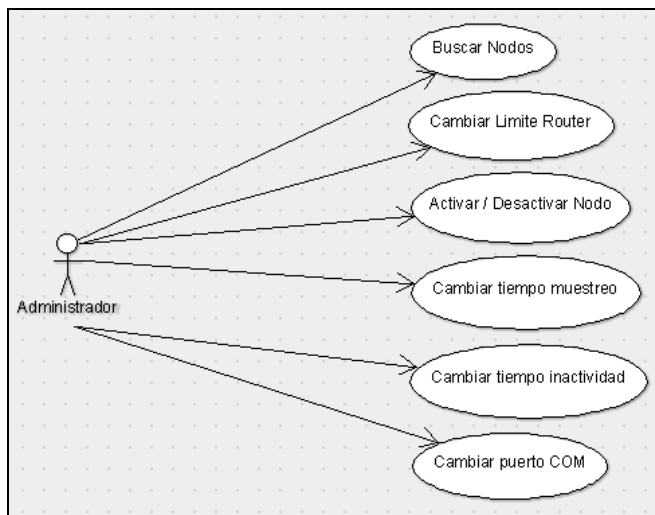 Buscar Nodos
Cambiar Limite Router
Activar / Desactivar Nodo
Administrador
Cambiar tiempo muestreo
Cambiar tiempo inactividad
Cambiar puerto COM